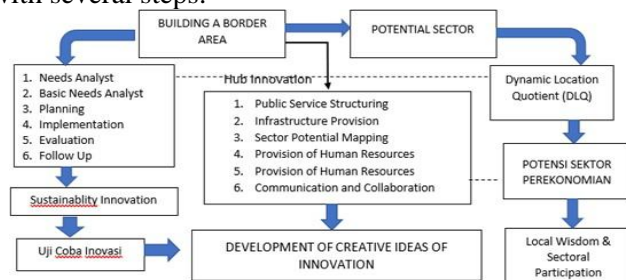 with several steps:
BUILDING A BORDER
AREA
POTENTIAL SECTOR
1. Needs Analyst
2. Basic Needs Analyst
3. Planning
4. Implementation
5. Evaluation
6. Follow Up
Hub Innovation
1. Public Service Structuring
2. Infrastructure Provision
3. Sector Potential Mapping
4. Provision of Human Resources
5. Provision of Human Resources
6. Communication and Collaboration
Dynamic Location
Quotient (DLQ)
POTENSI SEKTOR
PEREKONOMIAN
Sustainablity Innovation
Uji Coba Inovasi
DEVELOPMENT OF CREATIVE IDEAS OF
INNOVATION
Local Wisdom &
Sectoral
Participation